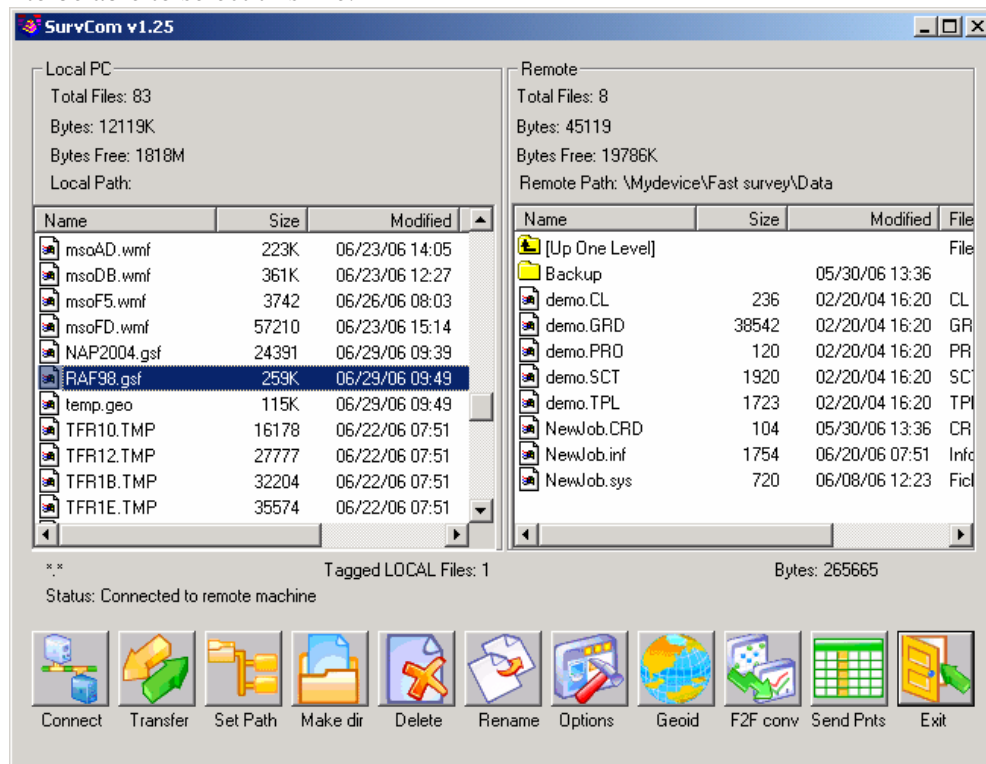 SurvCom v1.25
Local PC
Total Files: 83
Bytes: 12119K
Bytes Free: 1818M
Local Path:
Name Size Modified
msoAD.wmf 223K 06/23/06 14:05
msoDB.wmf 361K 06/23/06 12:27
msoF5.wmf 3742 06/26/06 08:03
msoFD.wmf 57210 06/23/06 15:14
NAP2004.gsf 24391 06/29/06 09:39
RAF98.gsf 259K 06/29/06 09:49
temp.geo 115K 06/29/06 09:49
TFR10.TMP 16178 06/22/06 07:51
TFR12.TMP 27777 06/22/06 07:51
TFR1B.TMP 32204 06/22/06 07:51
TFR1E.TMP 35574 06/22/06 07:51
Remote
Total Files: 8
Bytes: 45119
Bytes Free: 19786K
Remote Path: \Mydevice\Fast survey\Data
Name Size Modified File
[Up One Level] File
Backup 05/30/06 13:36
demo.CL 236 02/20/04 16:20 CL
demo.GRD 38542 02/20/04 16:20 GR
demo.PRO 120 02/20/04 16:20 PR
demo.SCT 1920 02/20/04 16:20 SC
demo.TPL 1723 02/20/04 16:20 TPI
NewJob.CRD 104 05/30/06 13:36 CR
NewJob.inf 1754 06/20/06 07:51 Info
NewJob.sys 720 06/08/06 12:23 Ficl
*.* Tagged LOCAL Files: 1 Bytes: 265665
Status: Connected to remote machine
Connect Transfer Set Path Make dir Delete Rename Options Geoid F2F conv Send Pnts Exit